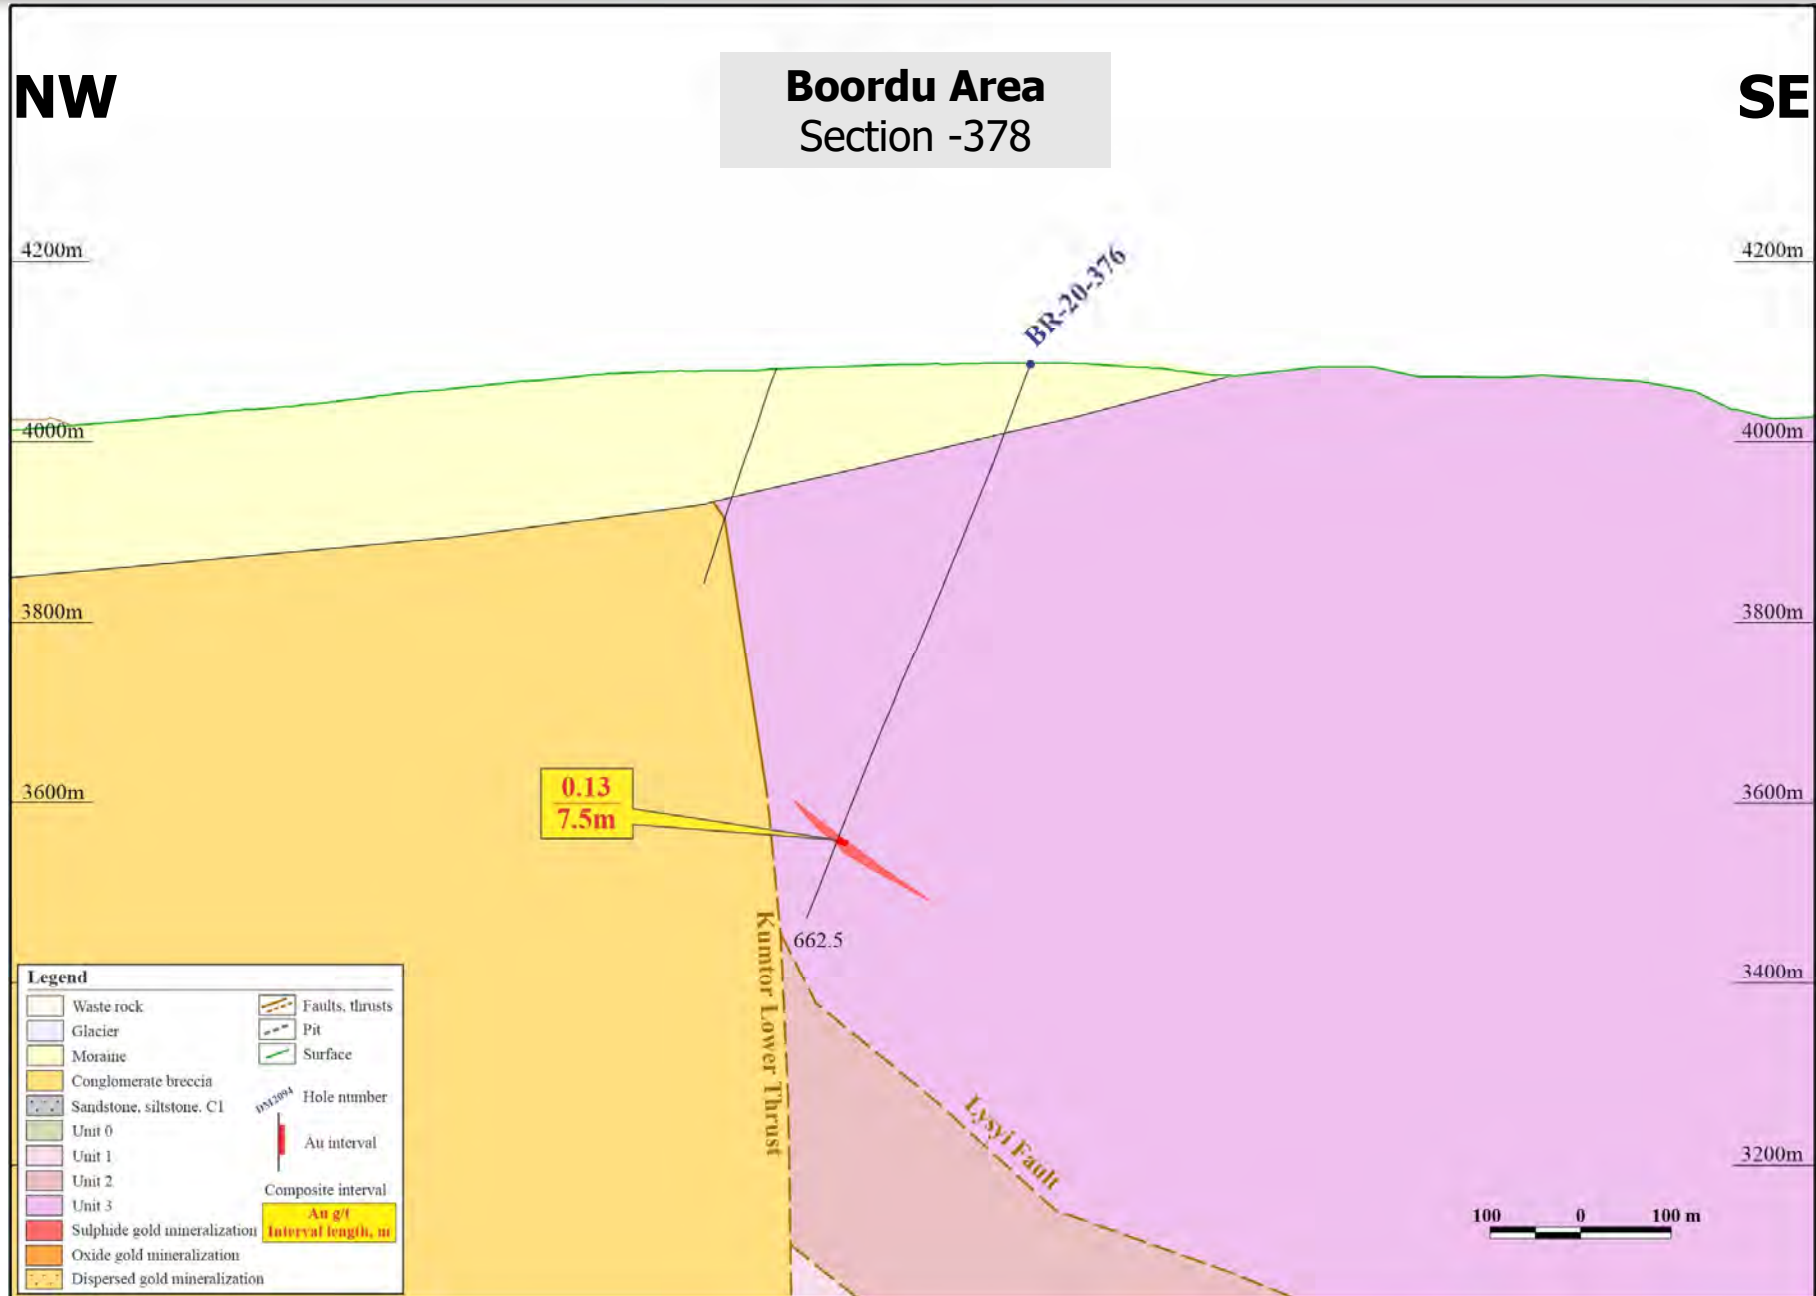 NW
Boordu Area
Section -378
SE
4200m
4200m
BR-20-376
4000m
4000m
3800m
3800m
3600m
3600m
0.13
7.5m
662.5
Kumtor Lower Thrust
3400m
Lysyi Fault
3200m
100 0 100 m
Legend
Waste rock
Glacier
Moraine
Conglomerate breccia
Sandstone, siltstone. C1
Unit 0
Unit 1
Unit 2
Unit 3
Sulphide gold mineralization
Oxide gold mineralization
Dispersed gold mineralization
Faults, thrusts
Pit
Surface
DM2094 Hole number
Au interval
Composite interval
Au g/t
Interval length, m